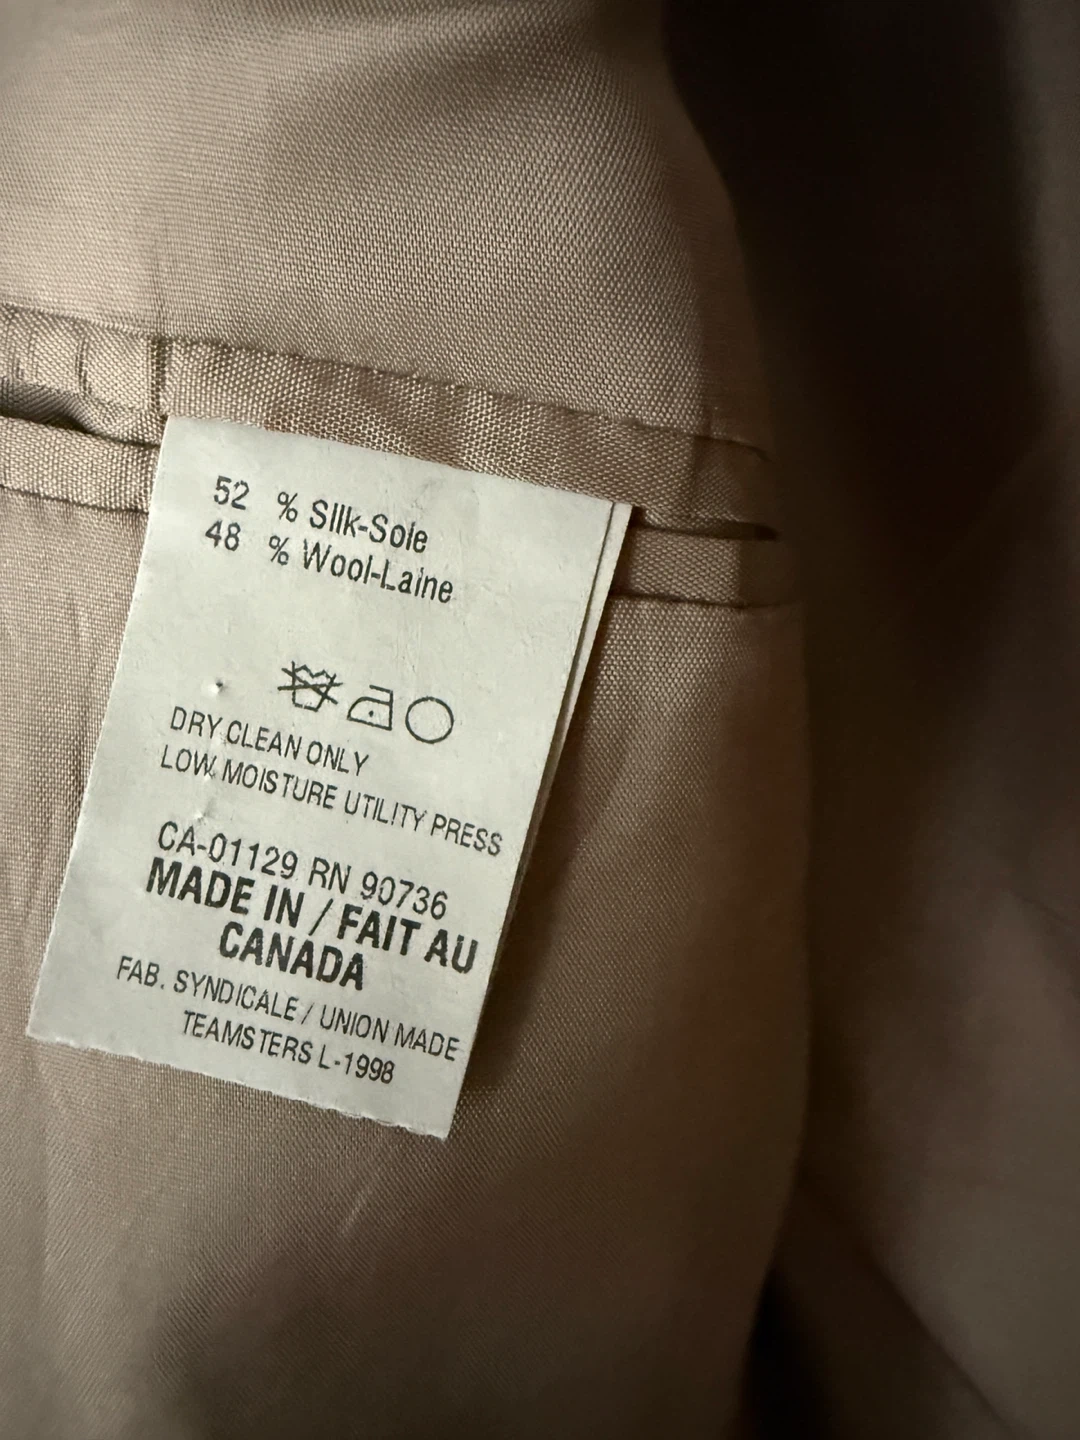 52 % Silk-Soie
48 % Wool-Laine
DRY CLEAN ONLY
LOW MOISTURE UTILITY PRESS
CA-01129 RN 90736
MADE IN / FAIT AU
CANADA
FAB. SYNDICALE / UNION MADE
TEAMSTERS L-1998